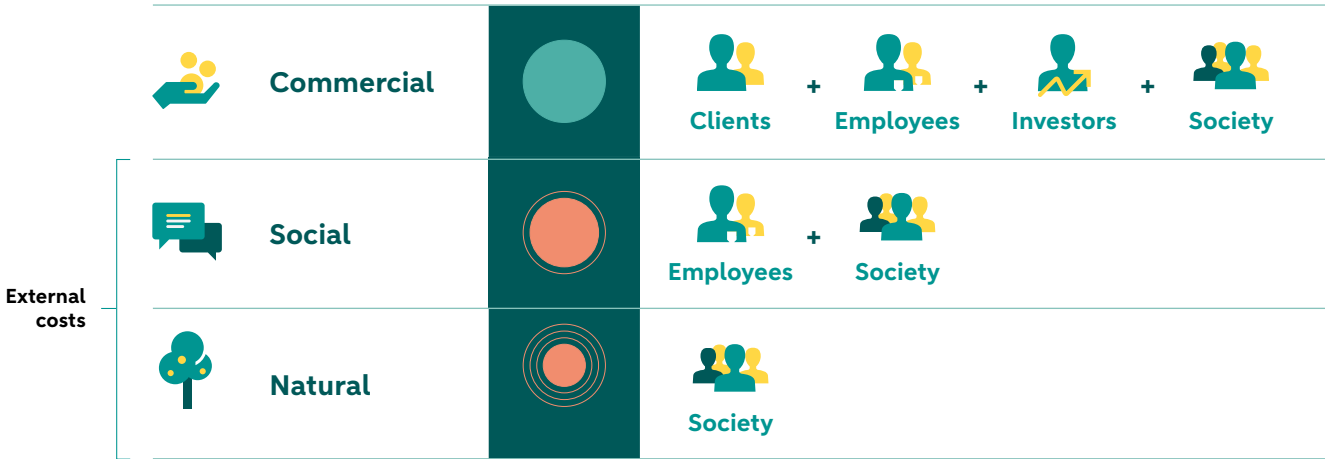 Commercial
Clients + Employees + Investors + Society
Social
Employees + Society
External
costs
Natural
Society